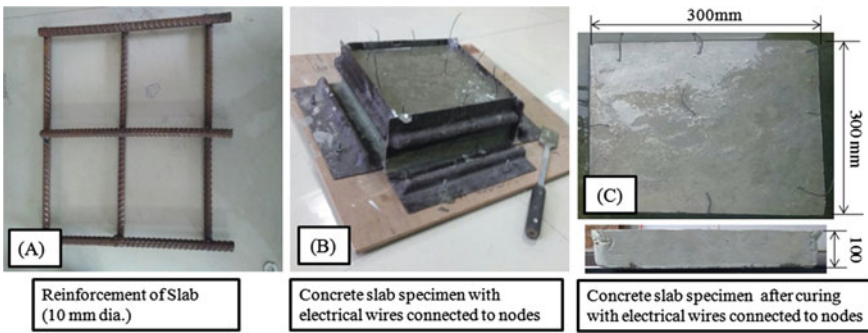 300mm
300 mm
100
(A)
(B)
(C)
Reinforcement of Slab
(10 mm dia.)
Concrete slab specimen with
electrical wires connected to nodes
Concrete slab specimen after curing
with electrical wires connected to nodes